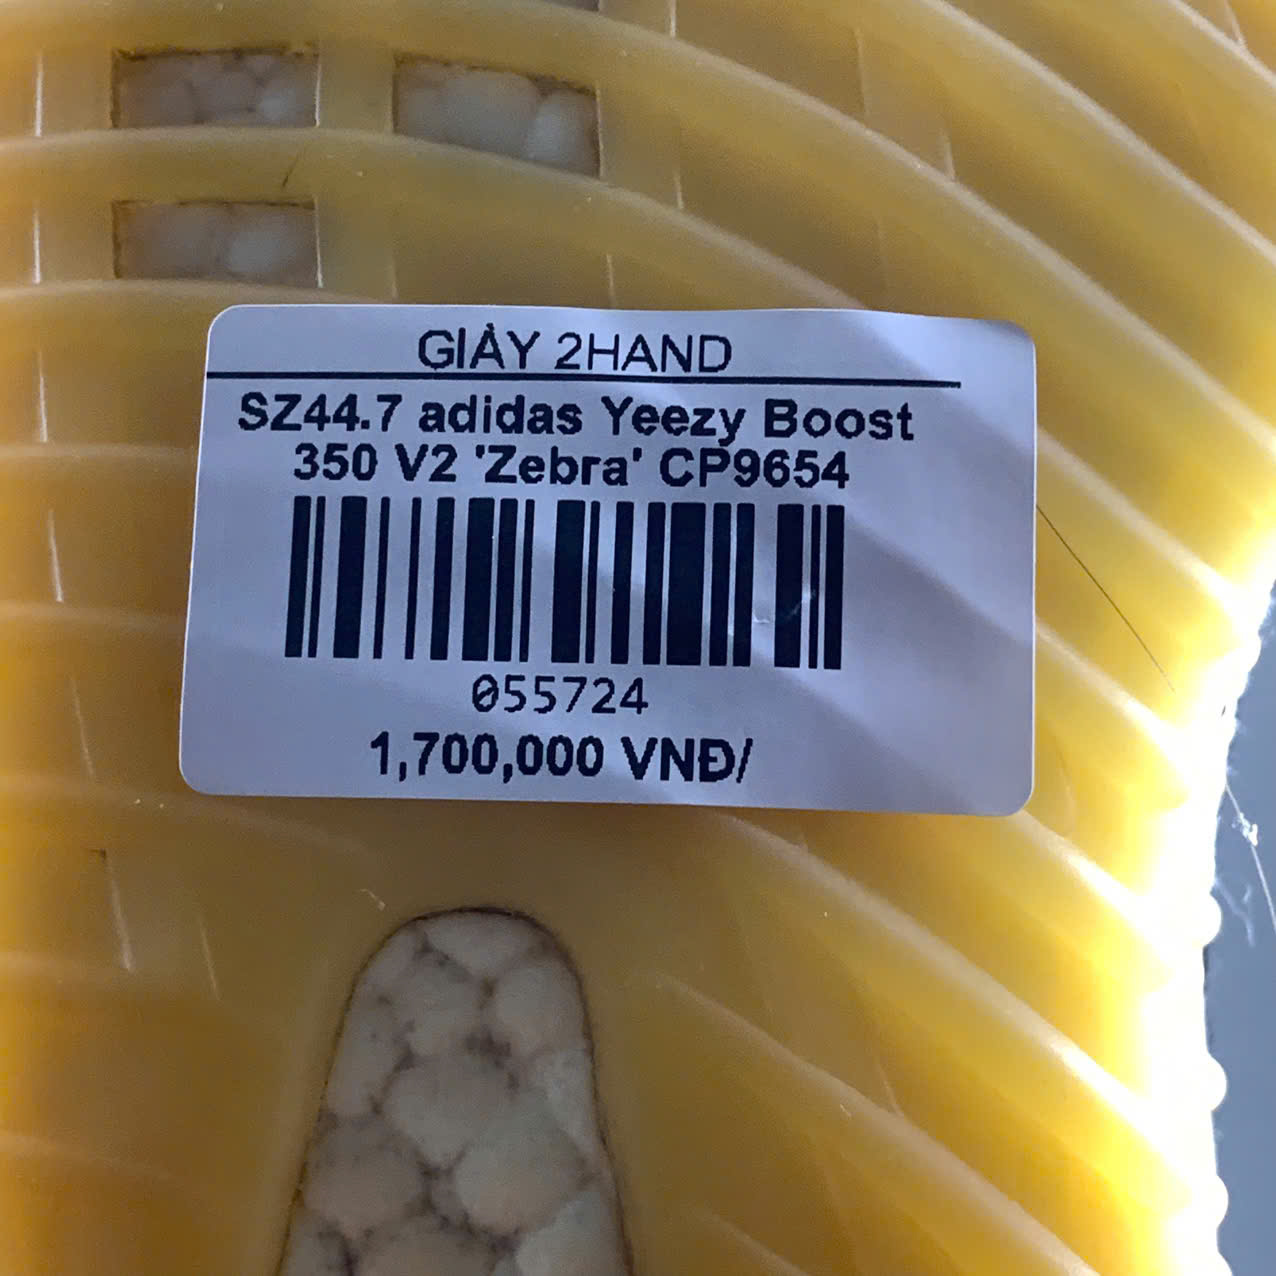 GIÀY 2HAND
SZ44.7 adidas Yeezy Boost
350 V2 'Zebra' CP9654
055724
1,700,000 VNĐ/